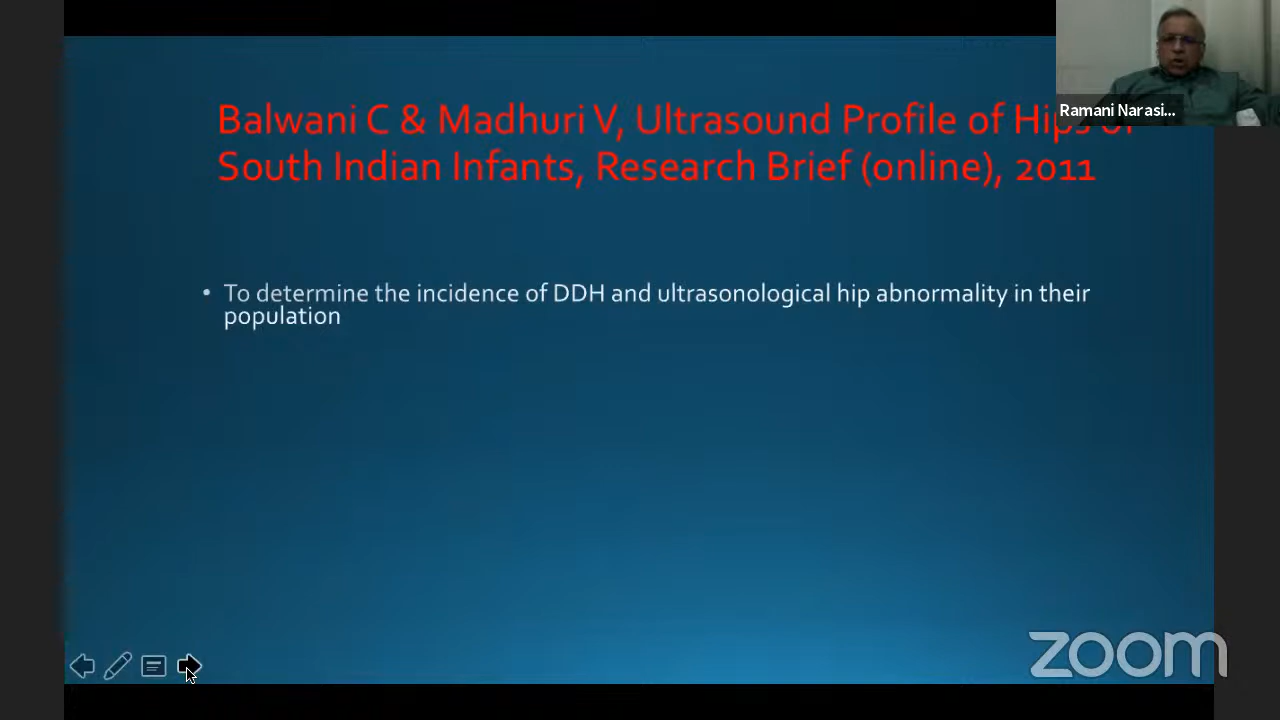 Balwani C & Madhuri V, Ultrasound Profile of Hips of
South Indian Infants, Research Brief (online), 2011
• To determine the incidence of DDH and ultrasonological hip abnormality in their
population
Ramani Narasi...
zoom